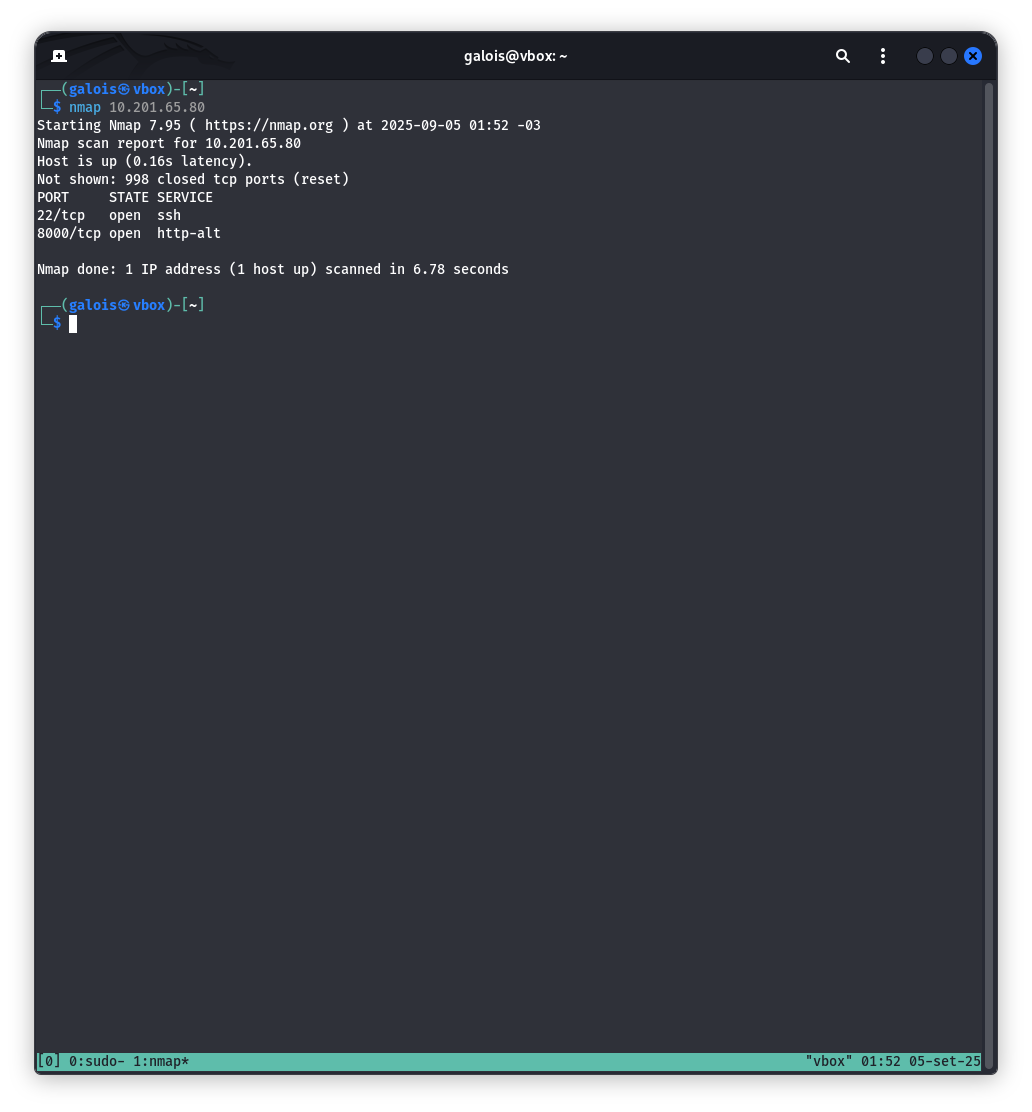 galois@vbox: ~
┌──(galois㉿vbox)-[~]
└─$ nmap 10.201.65.80
Starting Nmap 7.95 ( https://nmap.org ) at 2025-09-05 01:52 -03
Nmap scan report for 10.201.65.80
Host is up (0.16s latency).
Not shown: 998 closed tcp ports (reset)
PORT     STATE SERVICE
22/tcp   open  ssh
8000/tcp open  http-alt
Nmap done: 1 IP address (1 host up) scanned in 6.78 seconds
┌──(galois㉿vbox)-[~]
└─$
[0] 0:sudo- 1:nmap* "vbox" 01:52 05-set-25